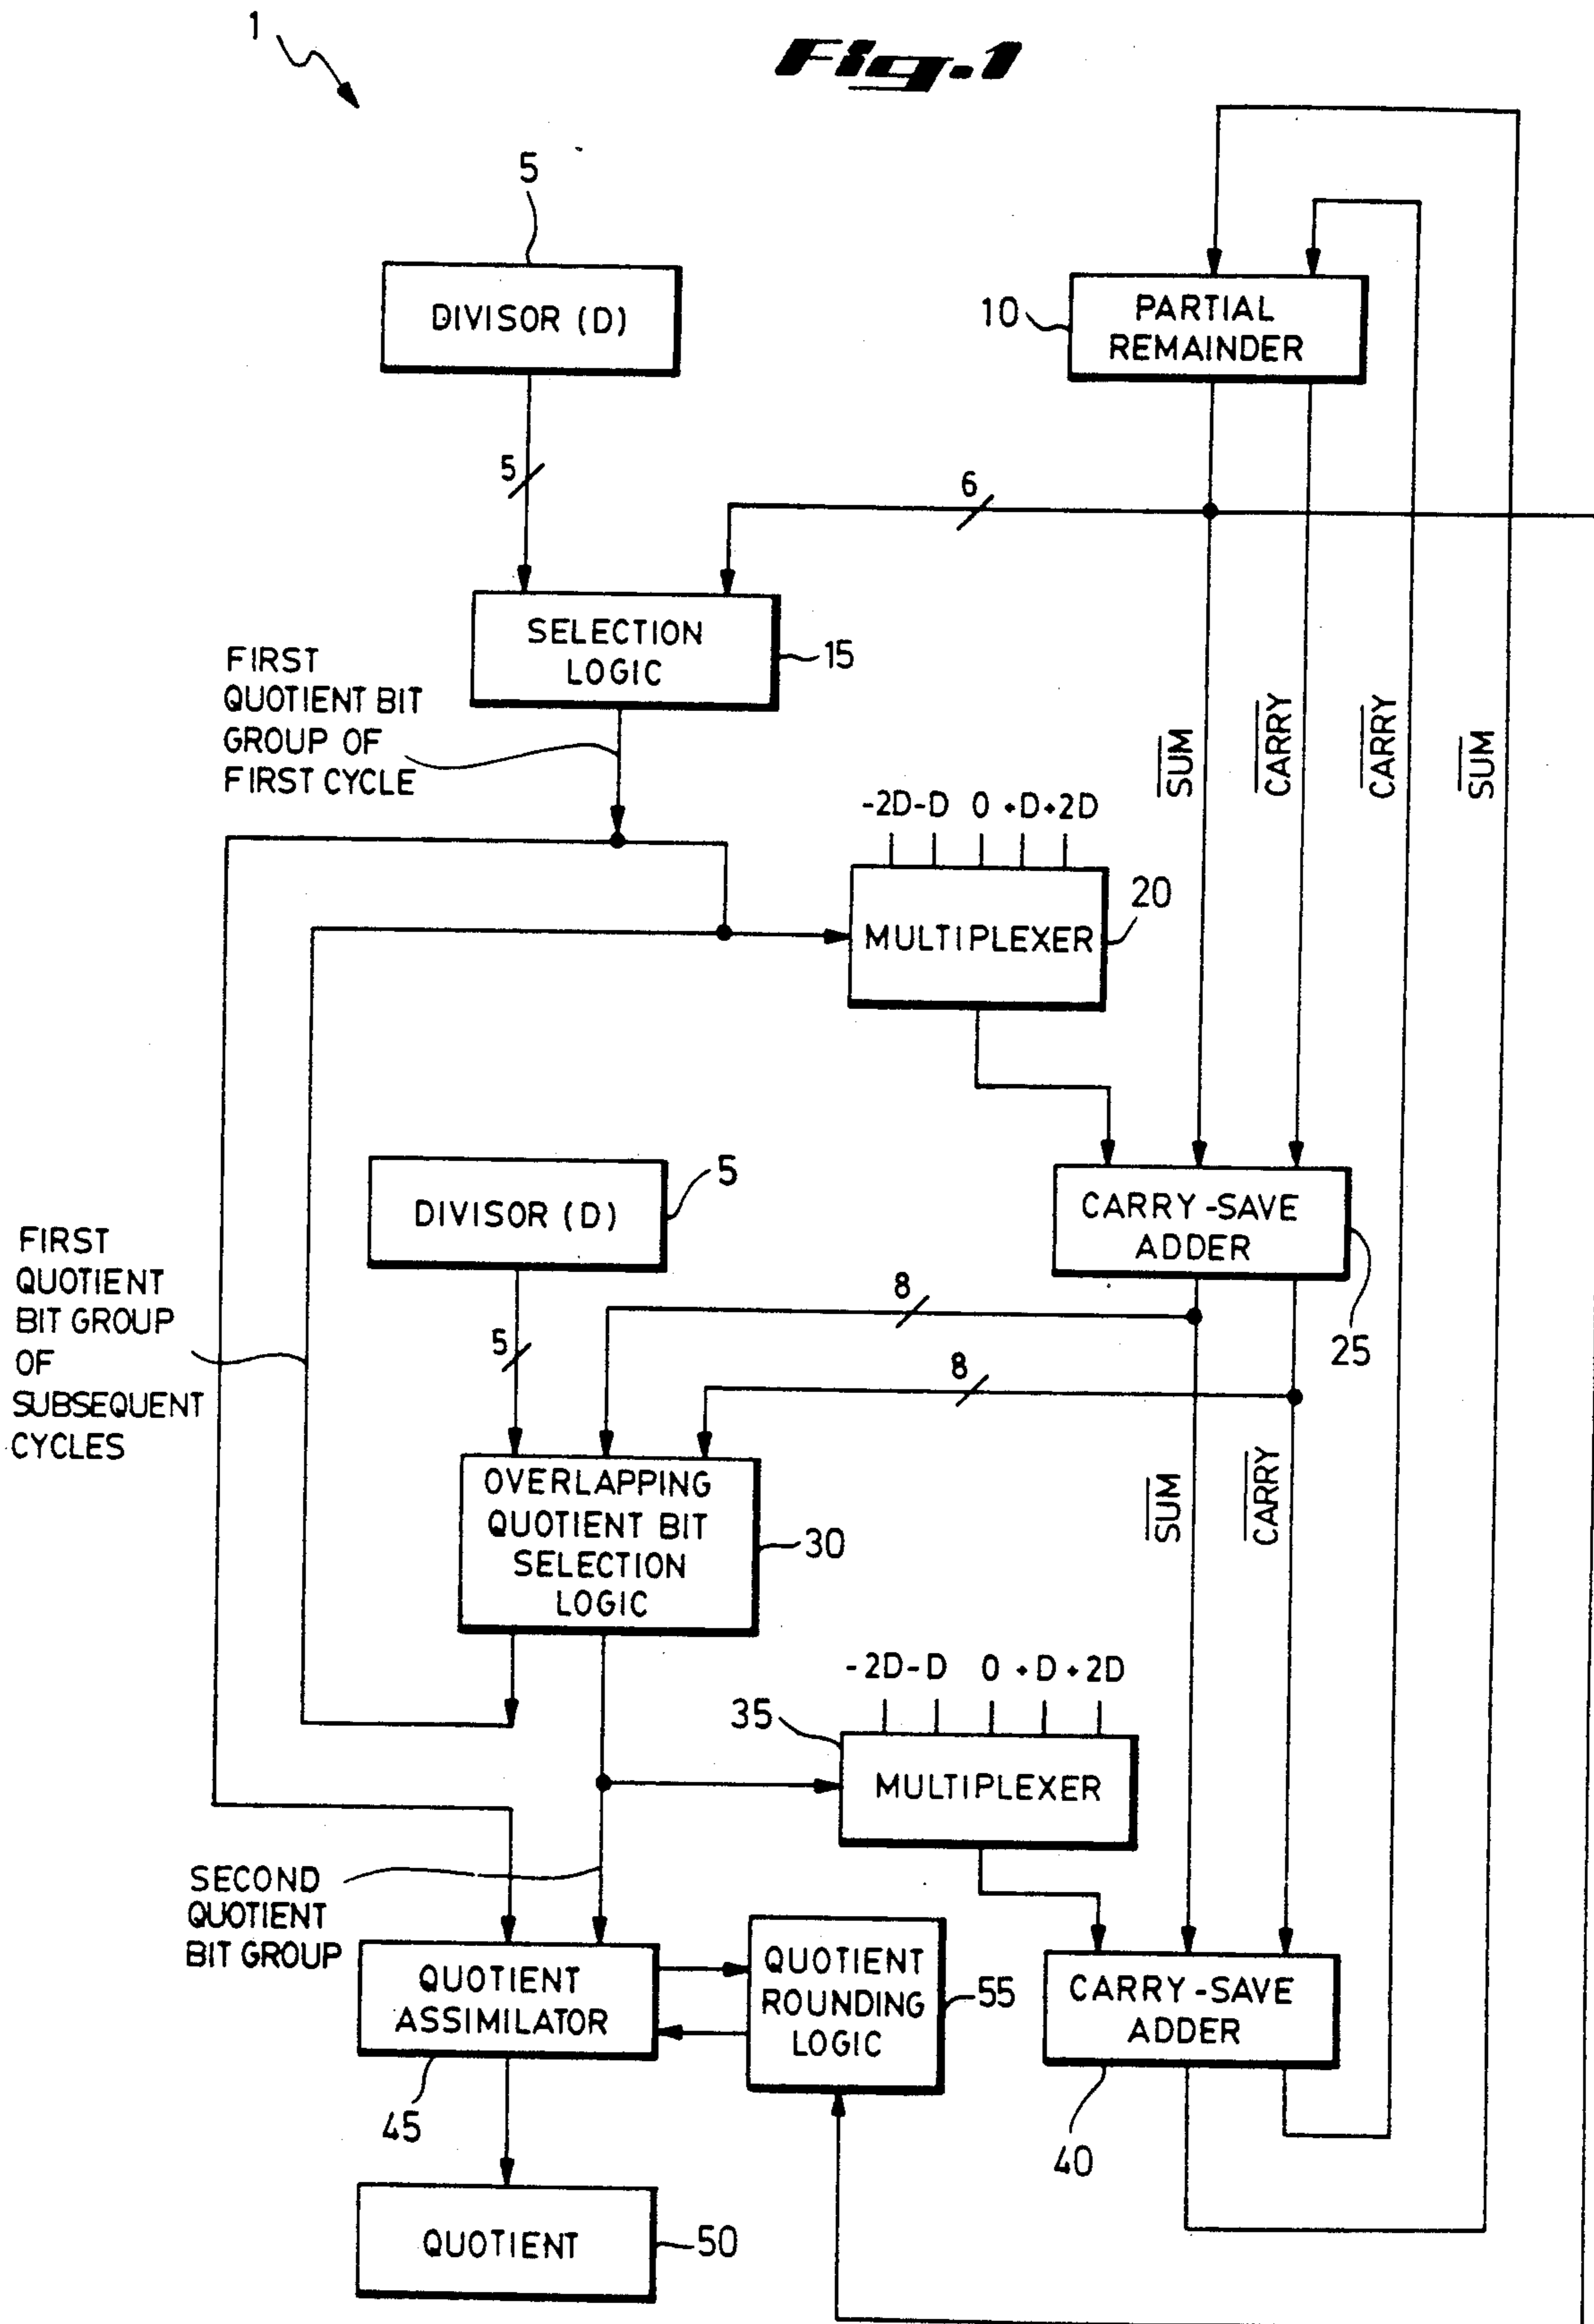 Fig.1
1
5
DIVISOR (D)
10
PARTIAL
REMAINDER
5
6
SELECTION
LOGIC
15
FIRST
QUOTIENT BIT
GROUP OF
FIRST CYCLE
SUM
CARRY
CARRY
SUM
-2D -D 0 +D +2D
MULTIPLEXER
20
DIVISOR (D)
5
CARRY-SAVE
ADDER
25
FIRST
QUOTIENT
BIT GROUP
OF
SUBSEQUENT
CYCLES
5
8
8
OVERLAPPING
QUOTIENT BIT
SELECTION
LOGIC
30
SUM
CARRY
-2D -D 0 +D +2D
35
MULTIPLEXER
SECOND
QUOTIENT
BIT GROUP
QUOTIENT
ASSIMILATOR
45
QUOTIENT
ROUNDING
LOGIC
55
CARRY-SAVE
ADDER
40
QUOTIENT
50